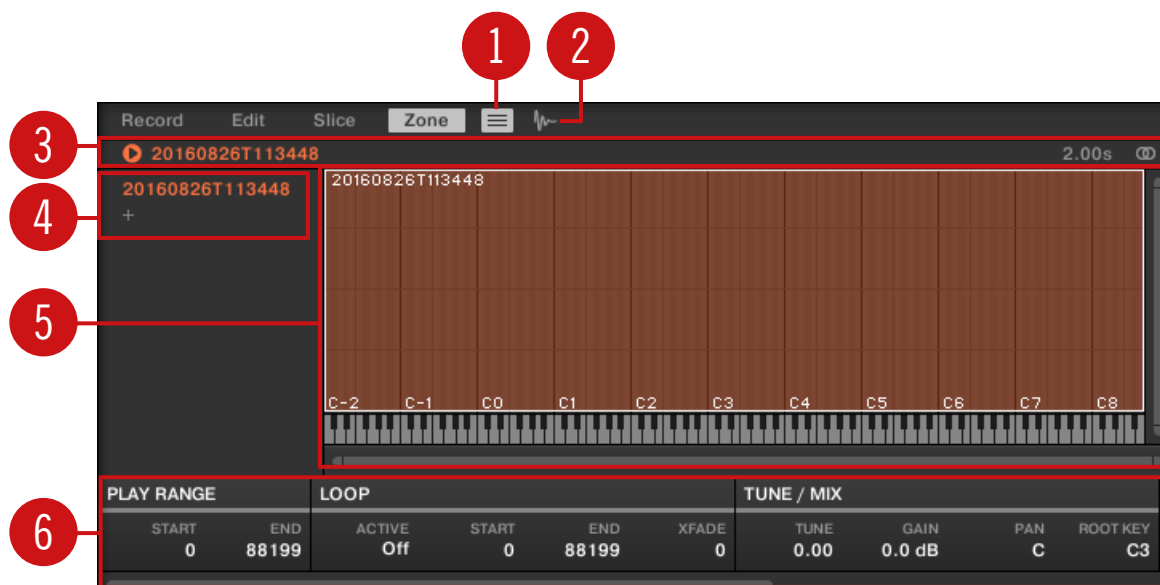 1 2
Record Edit Slice Zone
3
20160826T113448 2.00s
4
20160826T113448
+
20160826T113448
5
C-2 C-1 C0 C1 C2 C3 C4 C5 C6 C7 C8
PLAY RANGE LOOP TUNE / MIX
6
START END ACTIVE START END XFADE TUNE GAIN PAN ROOT KEY
0 88199 Off 0 88199 0 0.00 0.0 dB C C3